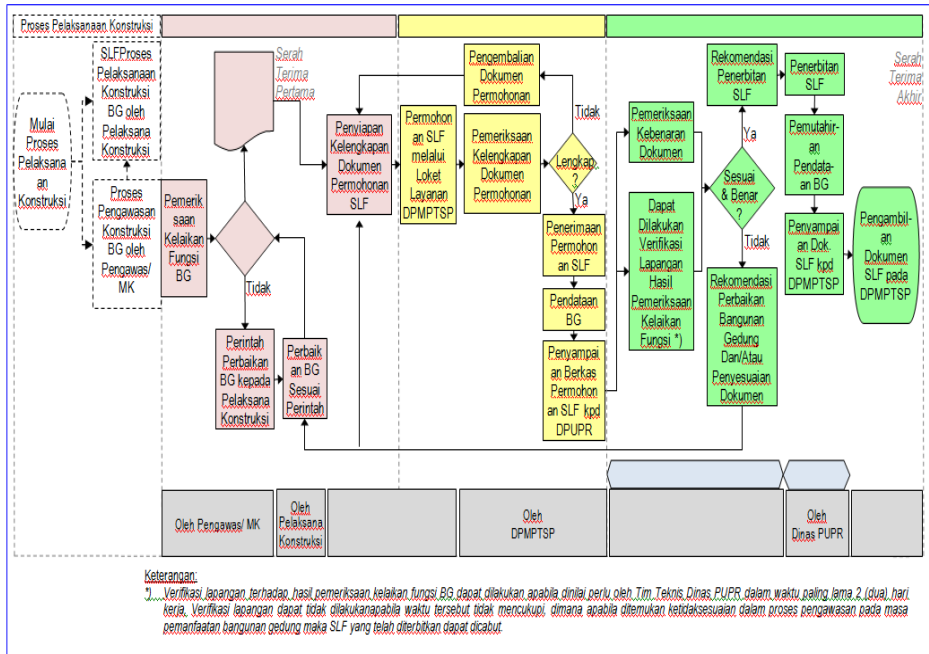 Proses Pelaksanaan Konstruksi
Mulai
Proses
Pelaksana
an
Konstruksi
SLFProses
Pelaksanaan
Konstruksi
BG oleh
Pelaksana
Konstruksi
Proses
Pengawasan
Konstruksi
BG oleh
Pengawas/
MK
Pemerik
saan
Kelaikan
Fungsi
BG
Serah
Terima
Pertama
Tidak
Perintah
Perbaikan
BG kepada
Pelaksana
Konstruksi
Perbaik
an BG
Sesuai
Perintah
Penyiapan
Kelengkapan
Dokumen
Permohonan
SLF
Permohon
an SLF
melalui
Loket
Layanan
DPMPTSP
Pengembalian
Dokumen
Permohonan
Pemeriksaan
Kelengkapan
Dokumen
Permohonan
Tidak
Lengkap
?
Ya
Penerimaan
Permohon
an SLF
Pendataan
BG
Penyampai
an Berkas
Permohon
an SLF kpd
DPUPR
Pemeriksaan
Kebenaran
Dokumen
Dapat
Dilakukan
Verifikasi
Lapangan
Hasil
Pemeriksaan
Kelaikan
Fungsi *)
Rekomendasi
Penerbitan
SLF
Ya
Sesuai
& Benar
?
Tidak
Rekomendasi
Perbaikan
Bangunan
Gedung
Dan/Atau
Penyesuaian
Dokumen
Penerbitan
SLF
Pemutahir-
an
Pendata-
an BG
Penyampai
an Dok.
SLF kpd
DPMPTSP
Serah
Terima
Akhir
Pengambil-
an
Dokumen
SLF pada
DPMPTSP
Oleh Pengawas/ MK
Oleh
Pelaksana
Konstruksi
Oleh
DPMPTSP
Oleh
Dinas PUPR
Keterangan:
*) Verifikasi lapangan terhadap hasil pemeriksaan kelaikan fungsi BG dapat dilakukan apabila dinilai perlu oleh Tim Teknis Dinas PUPR dalam waktu paling lama 2 (dua) hari
kerja. Verifikasi lapangan dapat tidak dilakukanapabila waktu tersebut tidak mencukupi, dimana apabila ditemukan ketidaksesuaian dalam proses pengawasan pada masa
pemanfaatan bangunan gedung maka SLF yang telah diterbitkan dapat dicabut.